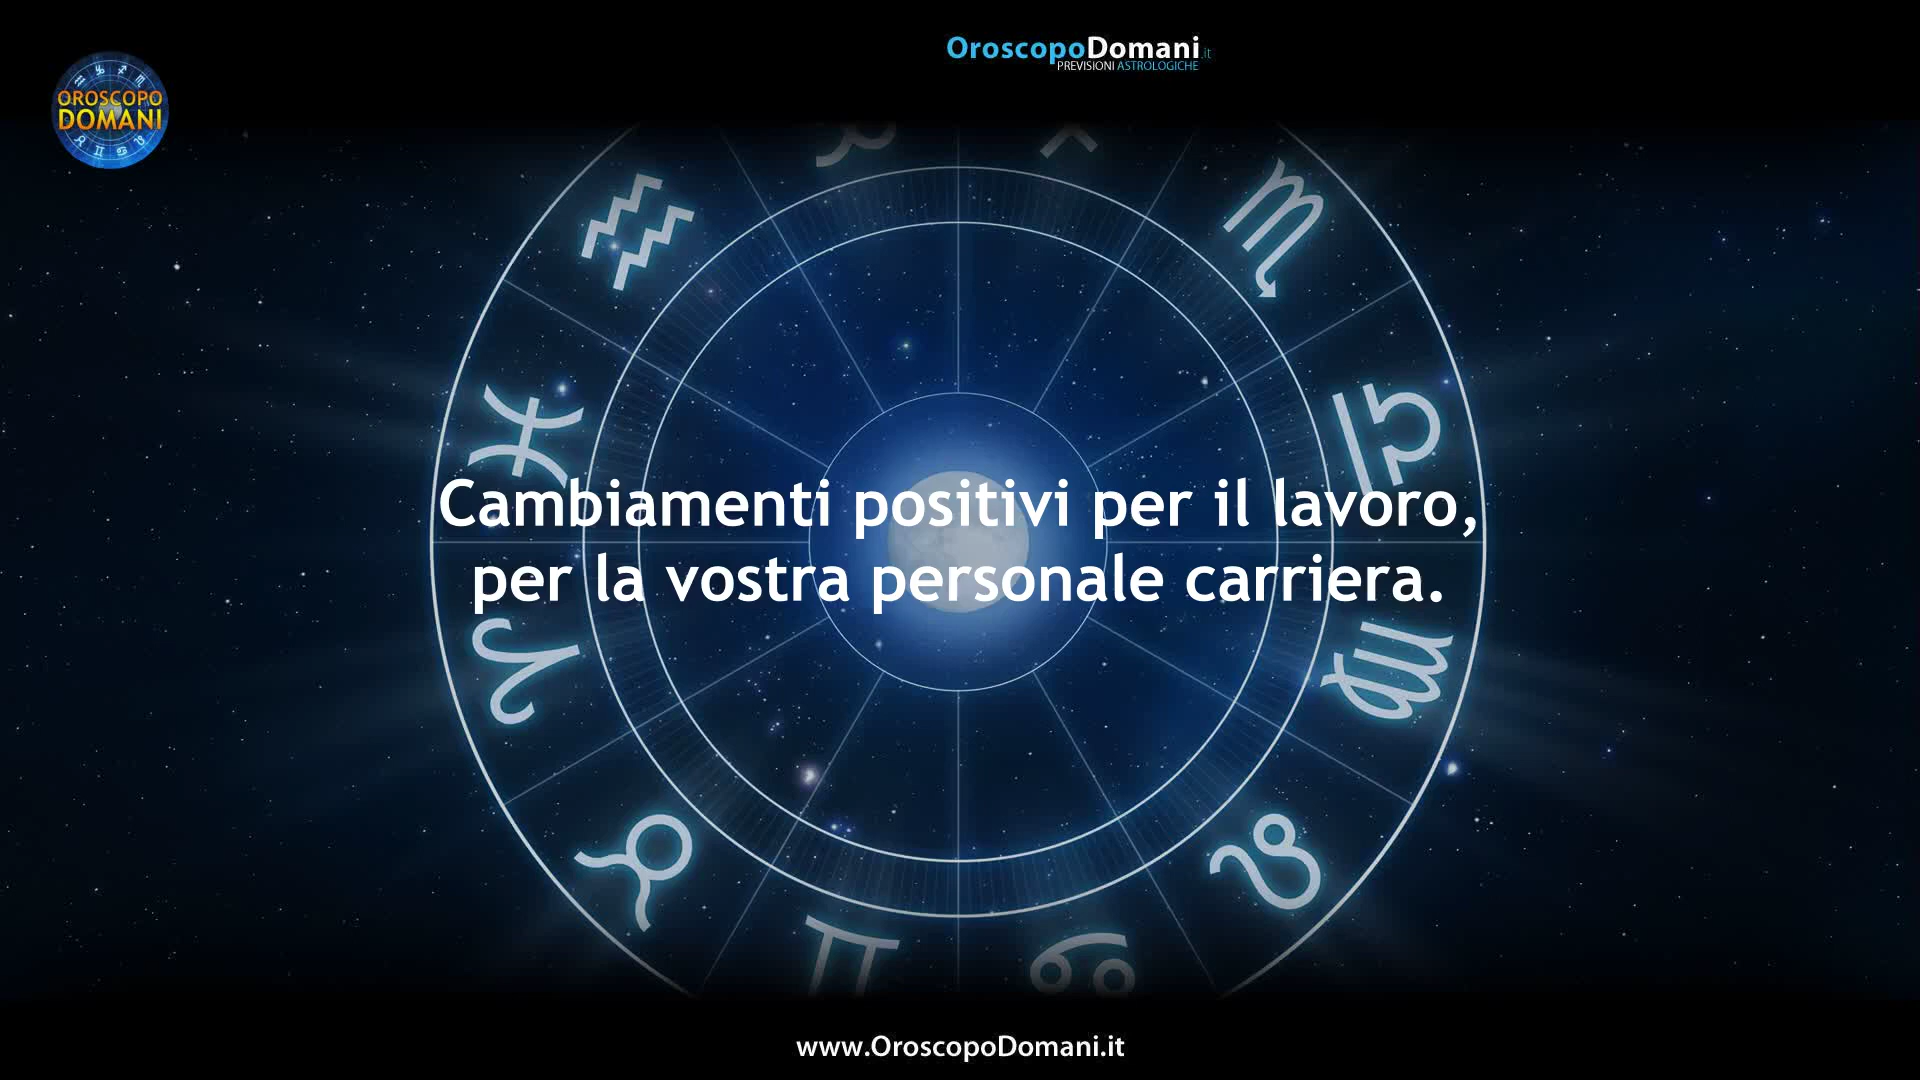 OroscopoDomani.it
PREVISIONI ASTROLOGICHE
OROSCOPO
DOMANI
Cambiamenti positivi per il lavoro,
per la vostra personale carriera.
www.OroscopoDomani.it